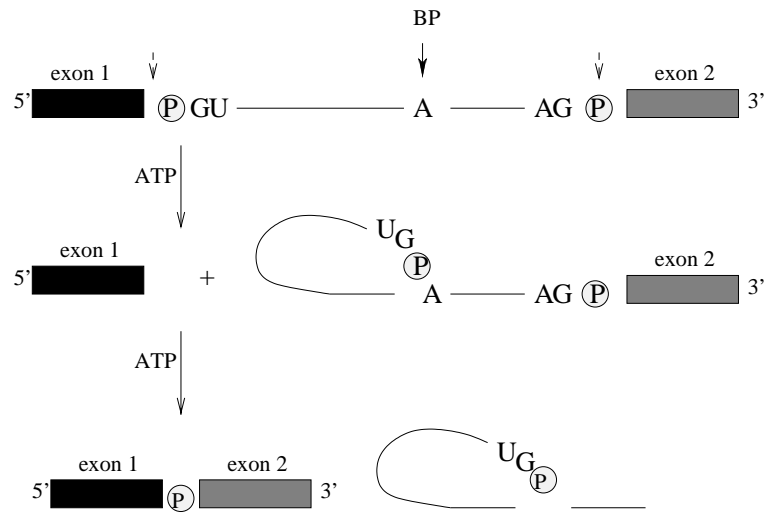 BP
exon 1 exon 2
5’ P GU A AG P 3’
ATP
exon 1 U G P exon 2
5’ + A AG P 3’
ATP
exon 1 exon 2 U G P
5’ P 3’